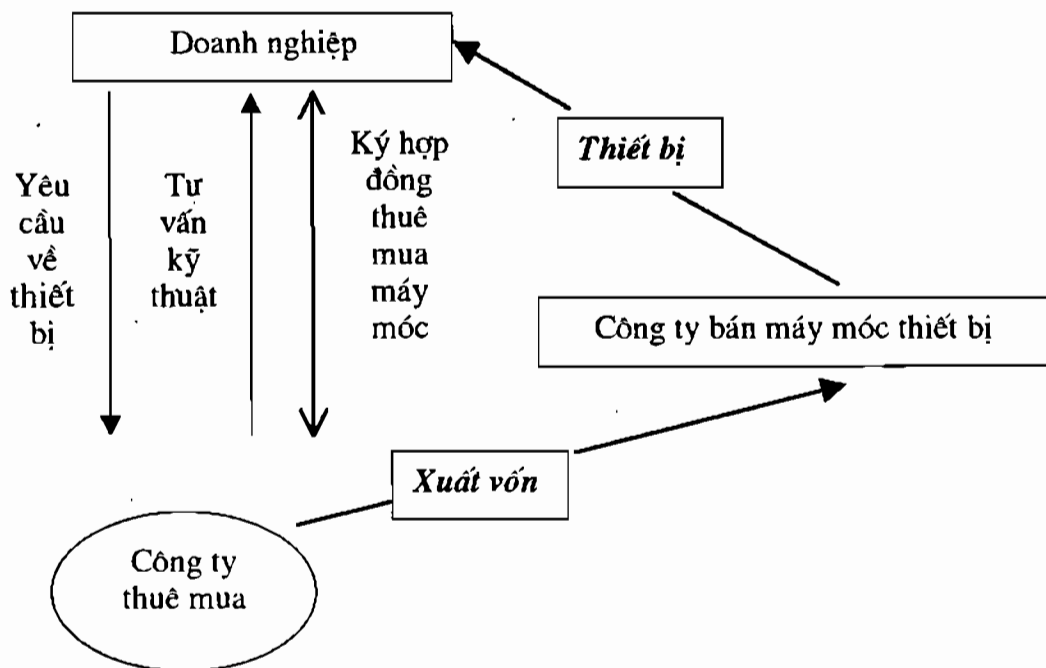 Doanh nghiệp
Yêu
cầu
về
thiết
bị
Tư
vấn
kỹ
thuật
Ký hợp
đồng
thuê
mua
máy
móc
Thiết bị
Công ty bán máy móc thiết bị
Xuất vốn
Công ty
thuê mua